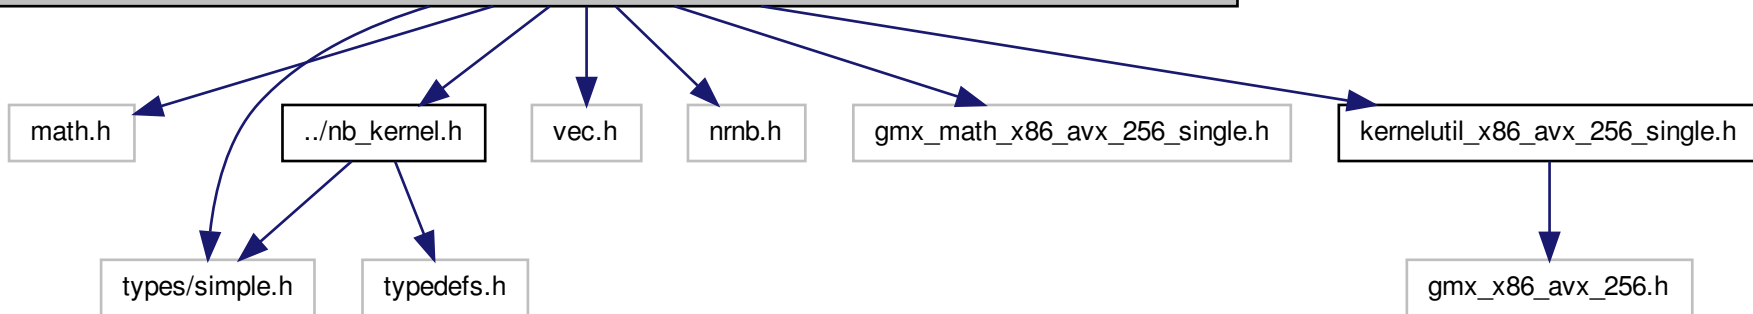 math.h
../nb_kernel.h
vec.h
nrnb.h
gmx_math_x86_avx_256_single.h
kernelutil_x86_avx_256_single.h
types/simple.h
typedefs.h
gmx_x86_avx_256.h